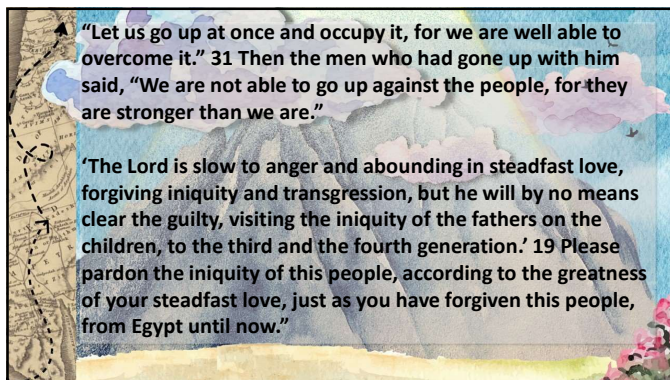 “Let us go up at once and occupy it, for we are well able to
overcome it.” 31 Then the men who had gone up with him
said, “We are not able to go up against the people, for they
are stronger than we are.”
‘The Lord is slow to anger and abounding in steadfast love,
forgiving iniquity and transgression, but he will by no means
clear the guilty, visiting the iniquity of the fathers on the
children, to the third and the fourth generation.’ 19 Please
pardon the iniquity of this people, according to the greatness
of your steadfast love, just as you have forgiven this people,
from Egypt until now.”